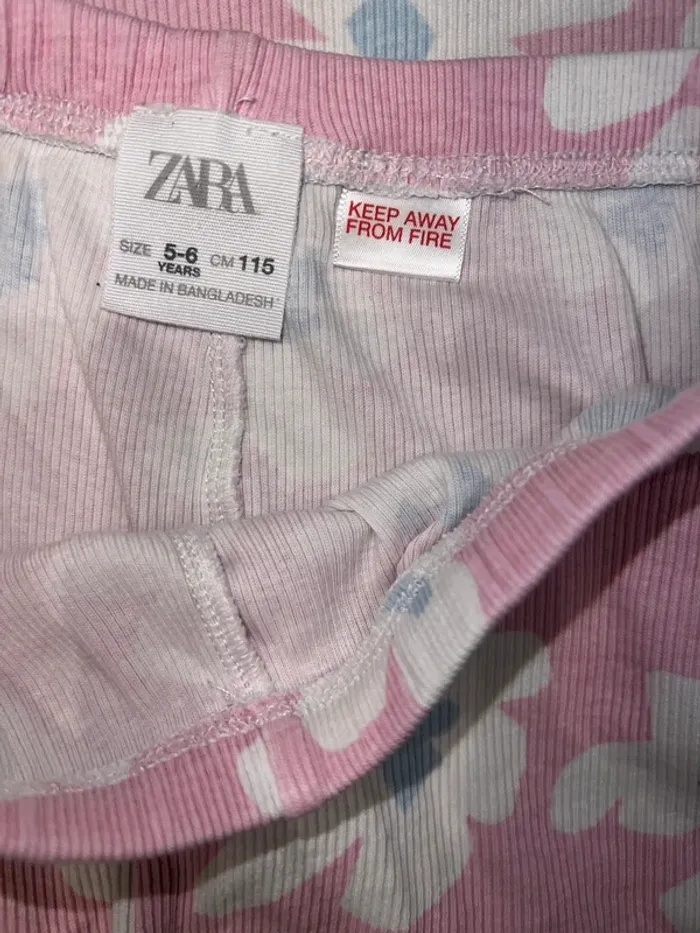 ZARA
SIZE 5-6 YEARS CM 115
MADE IN BANGLADESH
KEEP AWAY
FROM FIRE